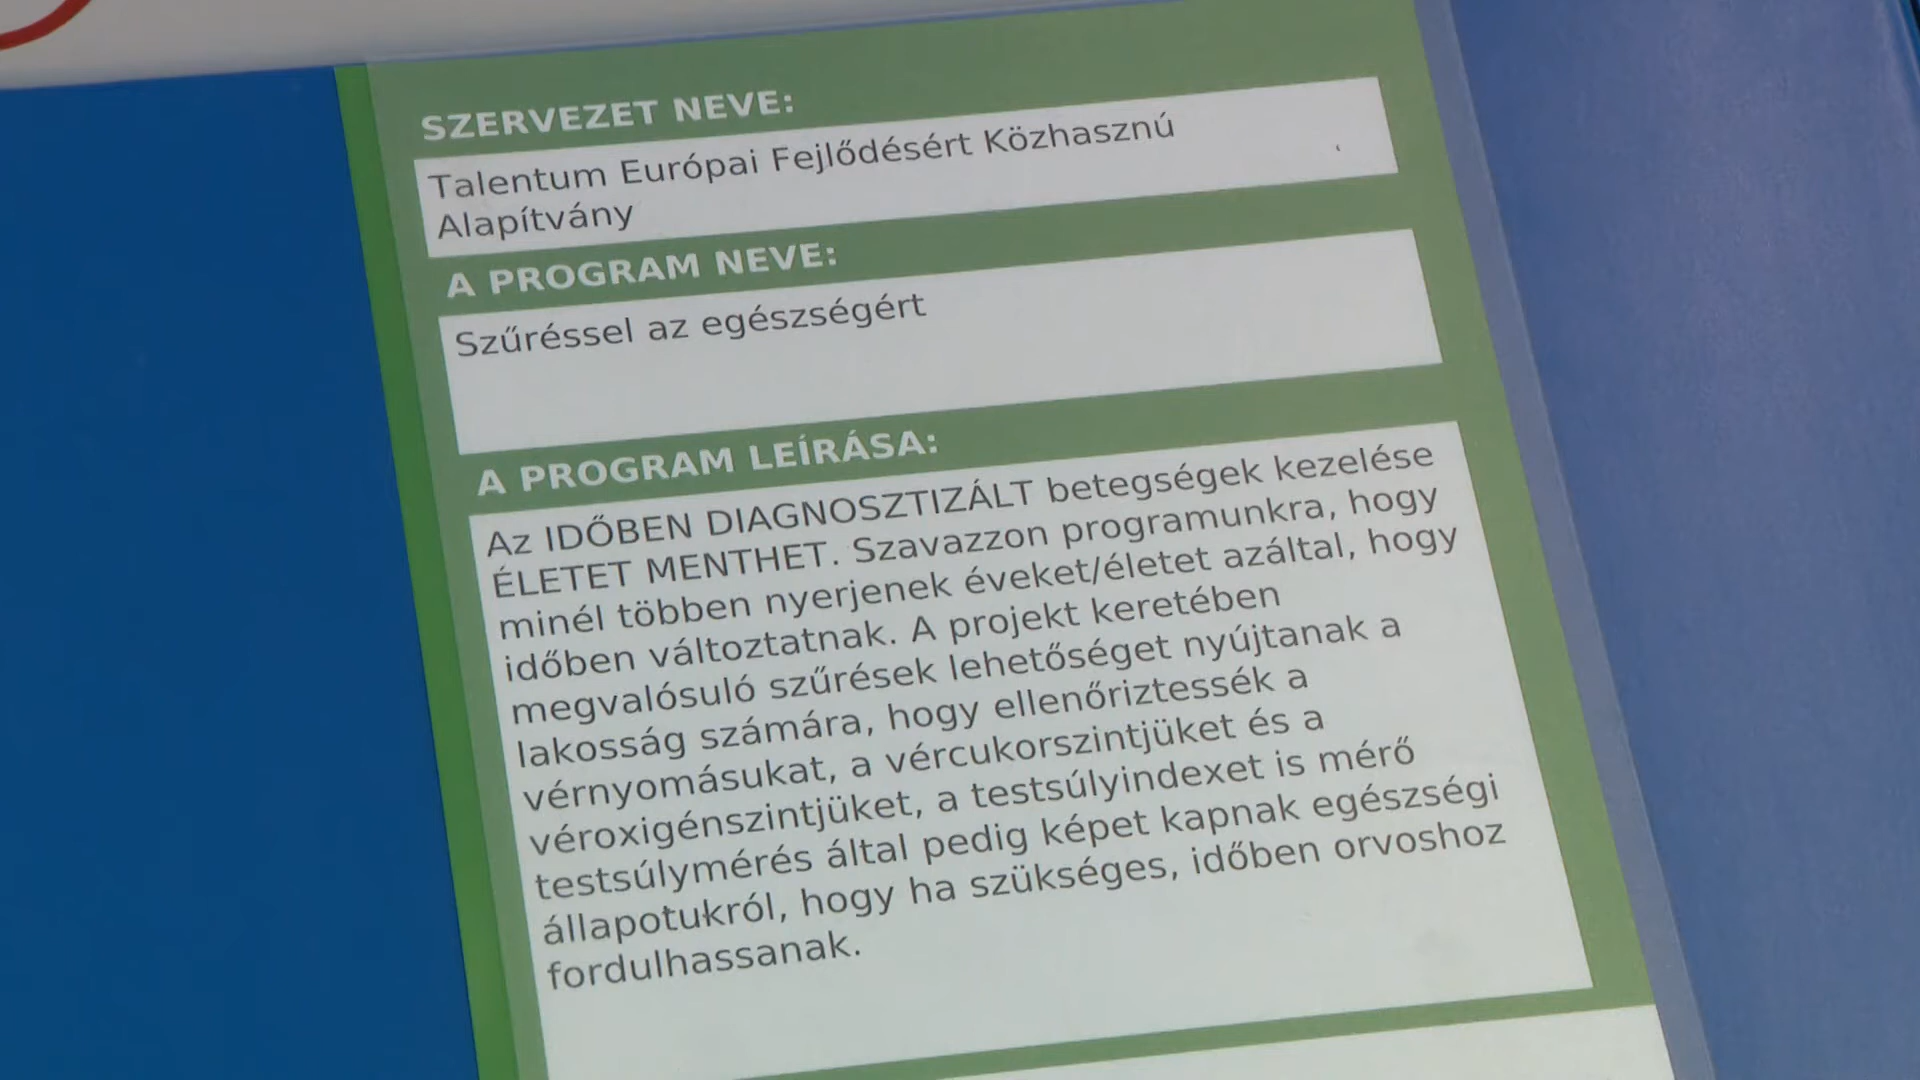 SZERVEZET NEVE:
Talentum Európai Fejlődésért Közhasznú
Alapítvány
A PROGRAM NEVE:
Szűréssel az egészségért
A PROGRAM LEÍRÁSA:
Az IDŐBEN DIAGNOSZTIZÁLT betegségek kezelése
ÉLETET MENTHET. Szavazzon programunkra, hogy
minél többen nyerjenek éveket/életet azáltal, hogy
időben változtatnak. A projekt keretében
megvalósuló szűrések lehetőséget nyújtanak a
lakosság számára, hogy ellenőriztessék a
vérnyomásukat, a vércukorszintjüket és a
véroxigénszintjüket, a testsúlyindexet is mérő
testsúlymérés által pedig képet kapnak egészségi
állapotukról, hogy ha szükséges, időben orvoshoz
fordulhassanak.